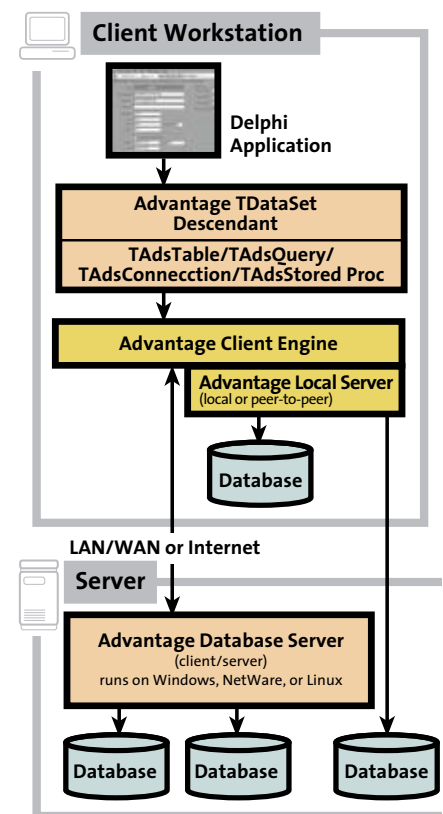 Client Workstation
Delphi
Application
Advantage TDataSet
Descendant
TAdsTable/TAdsQuery/
TAdsConnecction/TAdsStored Proc
Advantage Client Engine
Advantage Local Server
(local or peer-to-peer)
Database
LAN/WAN or Internet
Server
Advantage Database Server
(client/server)
runs on Windows, NetWare, or Linux
Database
Database
Database